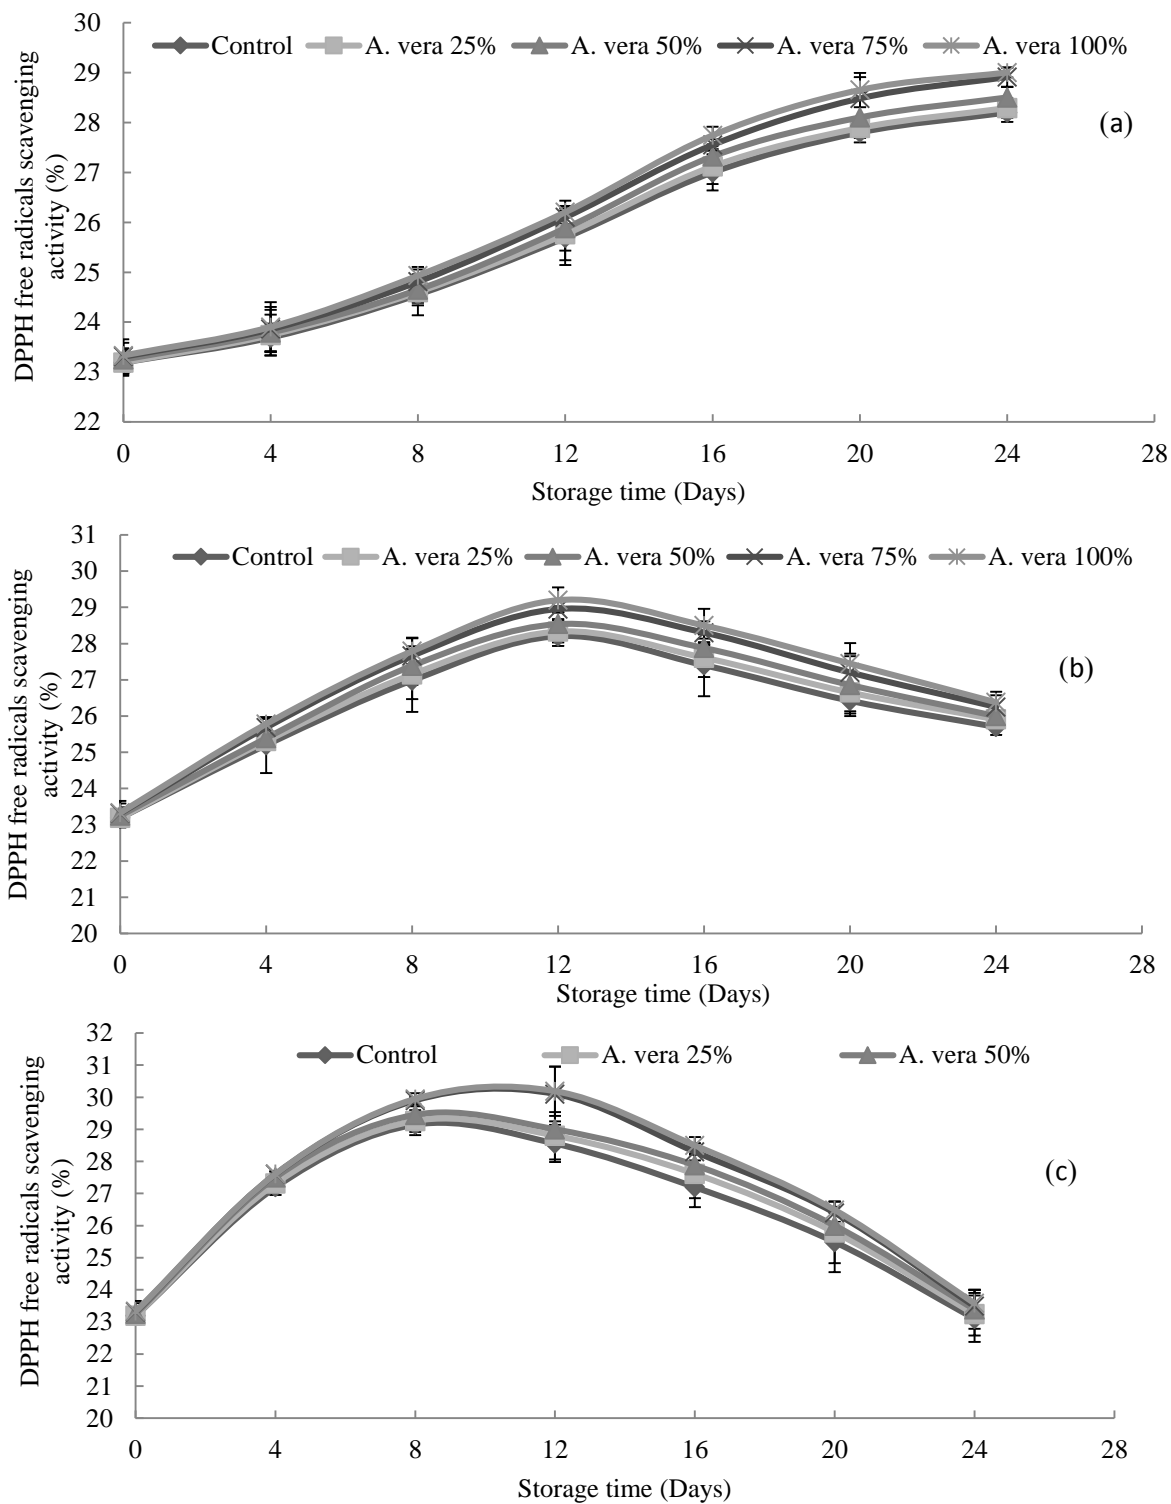 30
29
28
27
26
25
24
23
22
DPPH free radicals scavenging
activity (%)
Control A. vera 25% A. vera 50% A. vera 75% A. vera 100%
(a)
0 4 8 12 16 20 24 28
Storage time (Days)
31
30
29
28
27
26
25
24
23
22
21
20
DPPH free radicals scavenging
activity (%)
Control A. vera 25% A. vera 50% A. vera 75% A. vera 100%
(b)
0 4 8 12 16 20 24 28
Storage time (Days)
32
31
30
29
28
27
26
25
24
23
22
21
20
DPPH free radicals scavenging
activity (%)
Control A. vera 25% A. vera 50%
(c)
0 4 8 12 16 20 24 28
Storage time (Days)